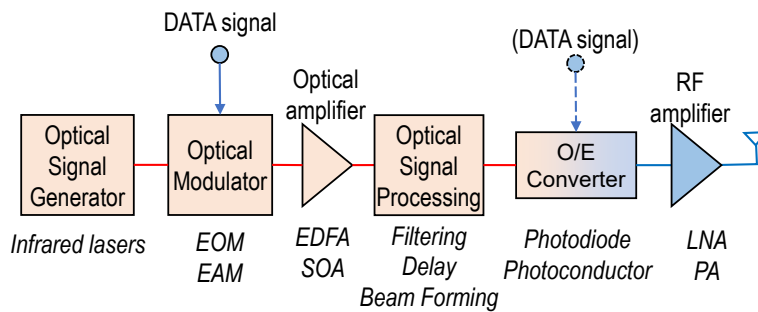 DATA signal
(DATA signal)
Optical
amplifier
RF
amplifier
Optical
Signal
Generator
Optical
Modulator
Optical
Signal
Processing
O/E
Converter
Infrared lasers
EOM
EAM
EDFA
SOA
Filtering
Delay
Beam Forming
Photodiode
Photoconductor
LNA
PA